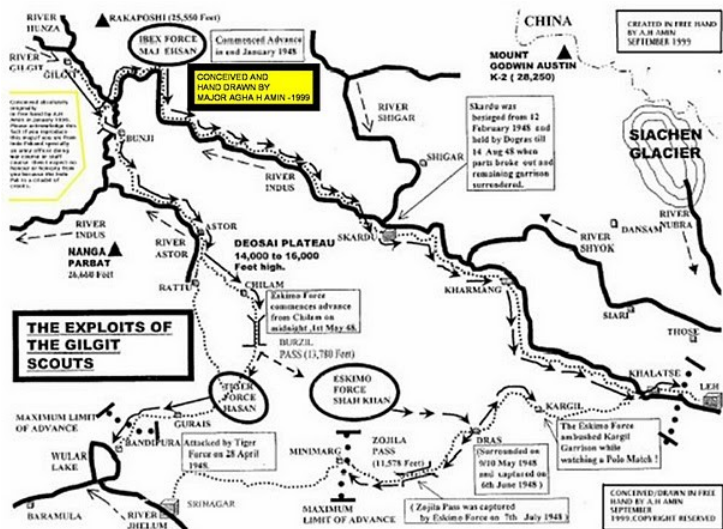 RIVER
HUNZA
RAKAPOSHI (25,550 Feet)
IBEX FORCE
MAJ EHSAN
Commenced Advance
in end January 1948
CHINA
CREATED IN FREE HAND
BY A.H AMIN
SEPTEMBER 1999
RIVER
GILGIT
GILGIT
CONCEIVED AND
HAND DRAWN BY
MAJOR AGHA H AMIN -1999
MOUNT
GODWIN AUSTIN
K-2 ( 28,250)
BUNJI
RIVER
SHIGAR
SHIGAR
Skardu was
besieged from 12
February 1948 and
held by Dogras till
14 Aug 48 when
parts broke out and
remaining garrison
surrendered.
SIACHEN
GLACIER
RIVER
INDUS
RIVER
INDUS
NANGA
PARBAT
26,660 Feet
RIVER
ASTOR
ASTOR
DEOSAI PLATEAU
14,000 to 16,000
Feet high.
SKARDU
RIVER
SHYOK
DANSAM
RIVER
NUBRA
RATTU
CHILAM
KHARMANG
SIARI
THOSE
Eskimo Force
commences advance
from Chilam on
midnight ,1st May 48.
THE EXPLOITS OF
THE GILGIT
SCOUTS
BURZIL
PASS (13,780 Feet)
KHALATSE
LEH
TIGER
FORCE
HASAN
ESKIMO
FORCE
SHAH KHAN
MAXIMUM LIMIT
OF ADVANCE
GURAIS
KARGIL
BANDIPURA
Attacked by Tiger
Force on 28 April
1948.
MINIMARG
ZOJILA
PASS
(11,578 Feet)
DRAS
(Surrounded on
9/10 May 1948
and captured on
6th June 1948 )
The Eskimo Force
ambushed Kargil
Garrison while
watching a Polo Match !
WULAR
LAKE
BARAMULA
RIVER
JHELUM
SRINAGAR
MAXIMUM
LIMIT OF ADVANCE
( Zojila Pass was captured
by Eskimo Force on 7th July 1948 )
CONCEIVED/DRAWN IN FREE
HAND BY A.H AMIN
SEPTEMBER
1999.COPYRIGHT RESERVED